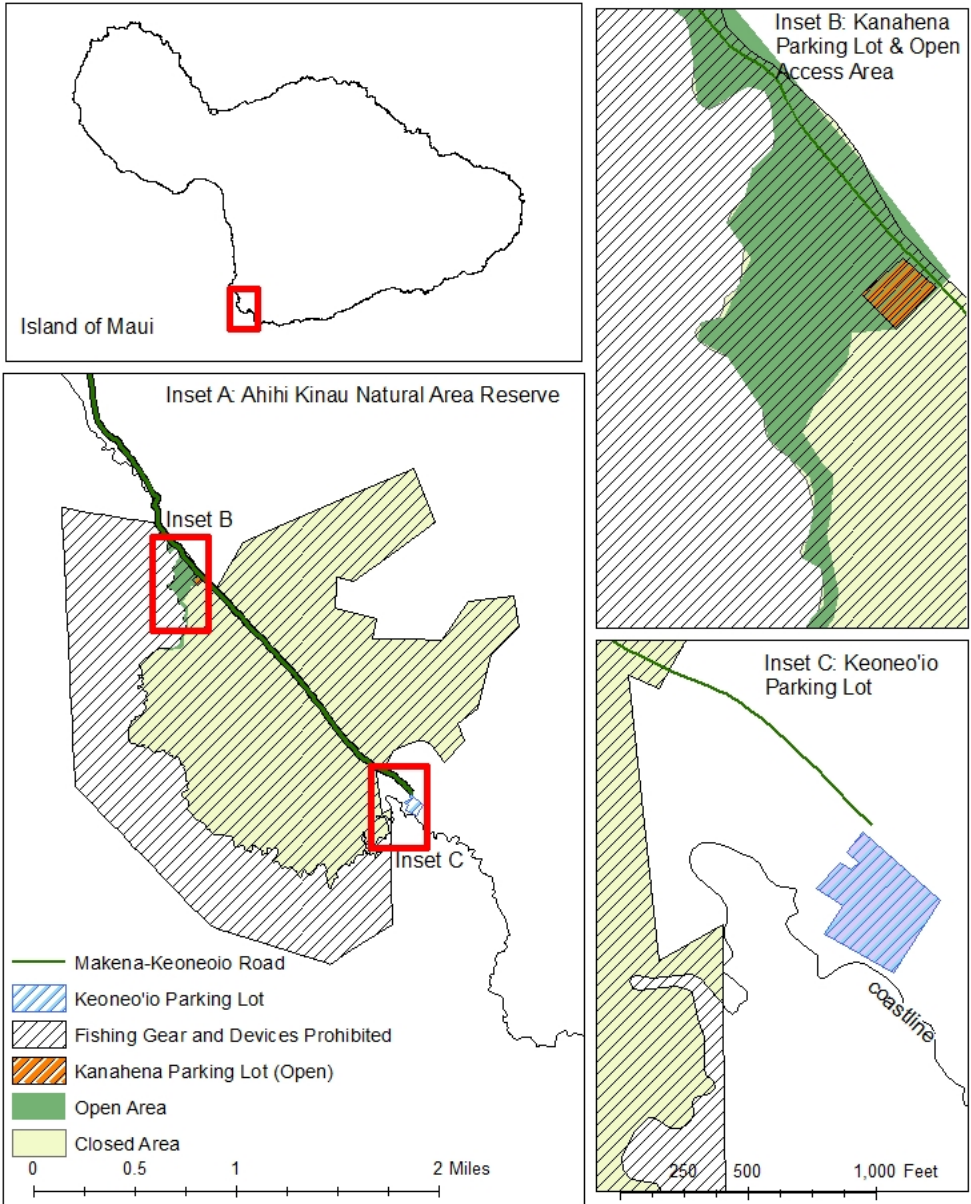 Island of Maui
Inset B: Kanahena
Parking Lot & Open
Access Area
Inset A: Ahihi Kinau Natural Area Reserve
Inset B
Inset C
Makena-Keoneoio Road
Keoneo'io Parking Lot
Fishing Gear and Devices Prohibited
Kanahena Parking Lot (Open)
Open Area
Closed Area
0 0.5 1 2 Miles
Inset C: Keoneo'io
Parking Lot
coastline
250 500 1,000 Feet